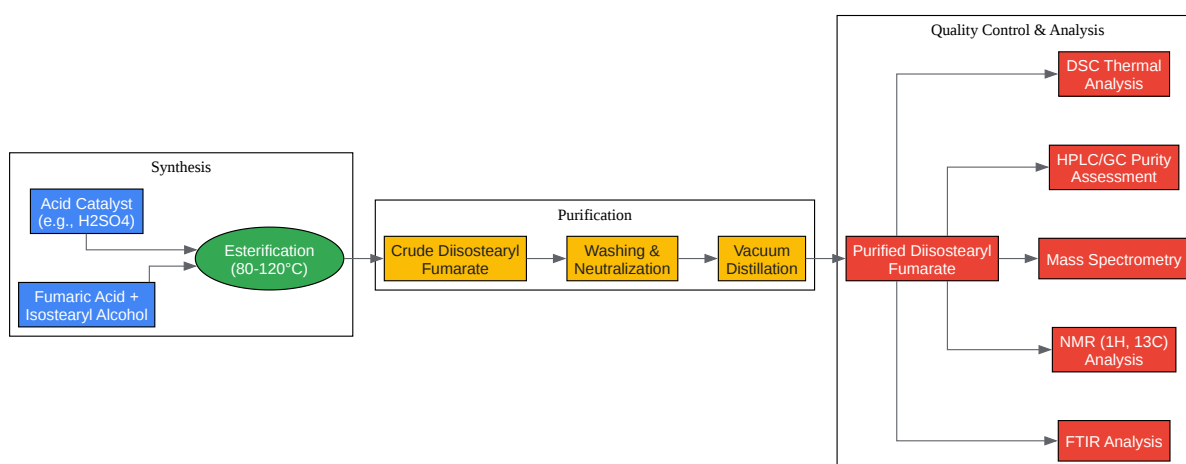 Synthesis
Acid Catalyst
(e.g., H2SO4)
Fumaric Acid +
Isostearyl Alcohol
Esterification
(80-120°C)
Purification
Crude Diisostearyl
Fumarate
Washing &
Neutralization
Vacuum
Distillation
Quality Control & Analysis
Purified Diisostearyl
Fumarate
DSC Thermal
Analysis
HPLC/GC Purity
Assessment
Mass Spectrometry
NMR (1H, 13C)
Analysis
FTIR Analysis